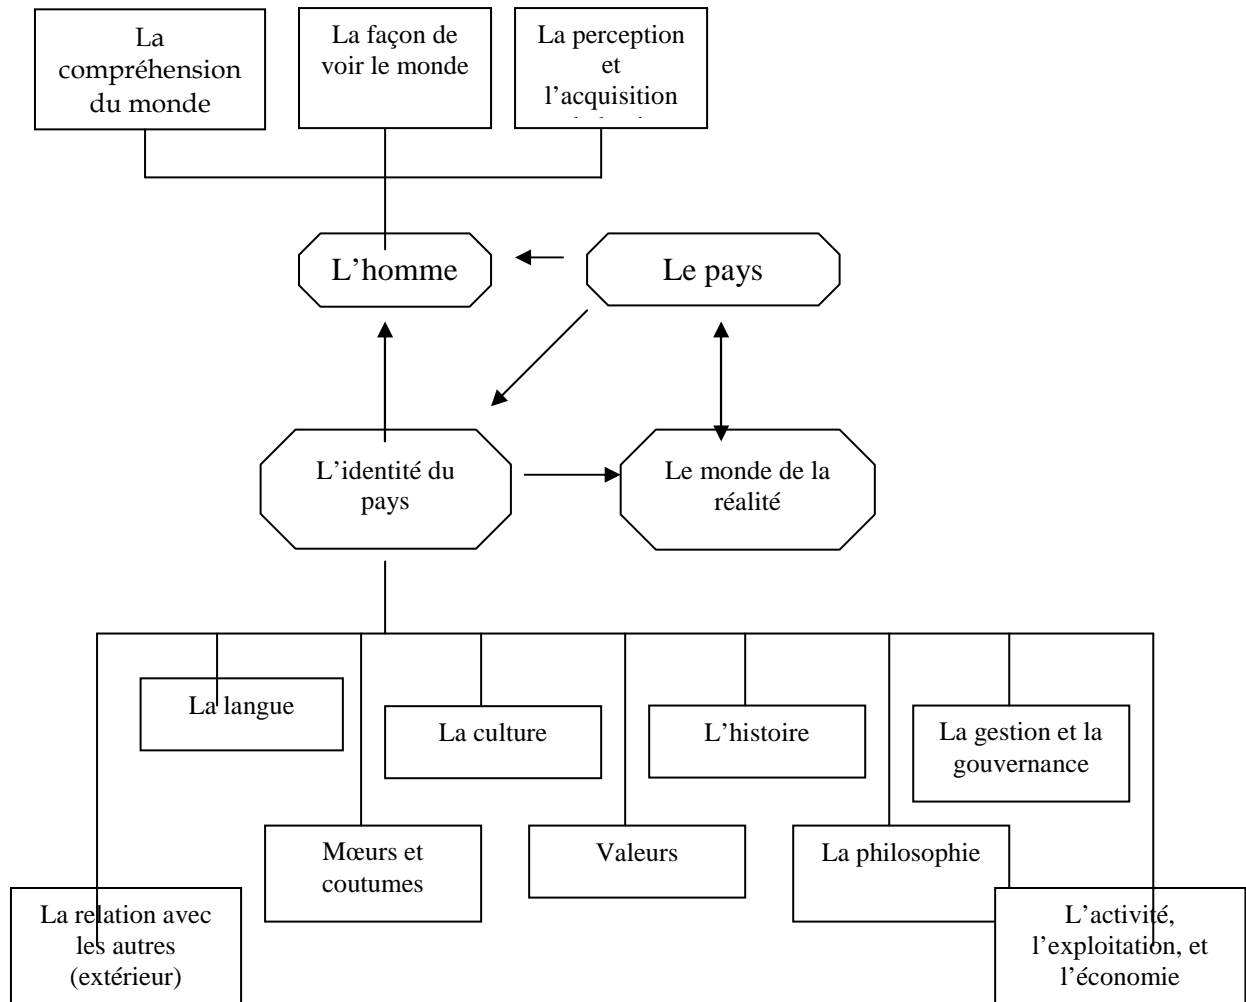 La
compréhension
du monde
La façon de
voir le monde
La perception
et
l’acquisition
L’homme
Le pays
L’identité du
pays
Le monde de la
réalité
La langue
La culture
L’histoire
La gestion et la
gouvernance
Mœurs et
coutumes
Valeurs
La philosophie
La relation avec
les autres
(extérieur)
L’activité,
l’exploitation, et
l’économie